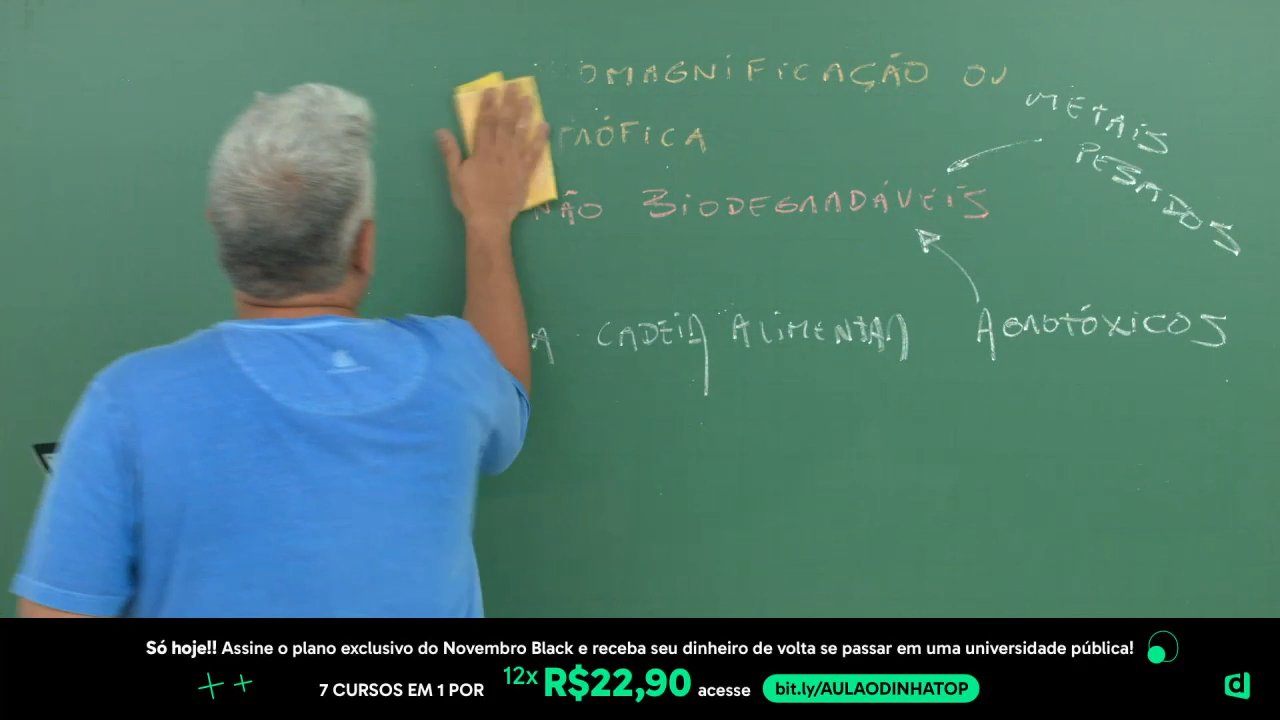 OMAGNIFICAÇÃO OU
TRÓFICA
NÃO BIODEGRADÁVEIS
METAIS
PESADOS
A CADEIA ALIMENTAR
AGROTÓXICOS
Só hoje!! Assine o plano exclusivo do Novembro Black e receba seu dinheiro de volta se passar em uma universidade pública!
7 CURSOS EM 1 POR 12x R$22,90 acesse bit.ly/AULAODINHATOP
d